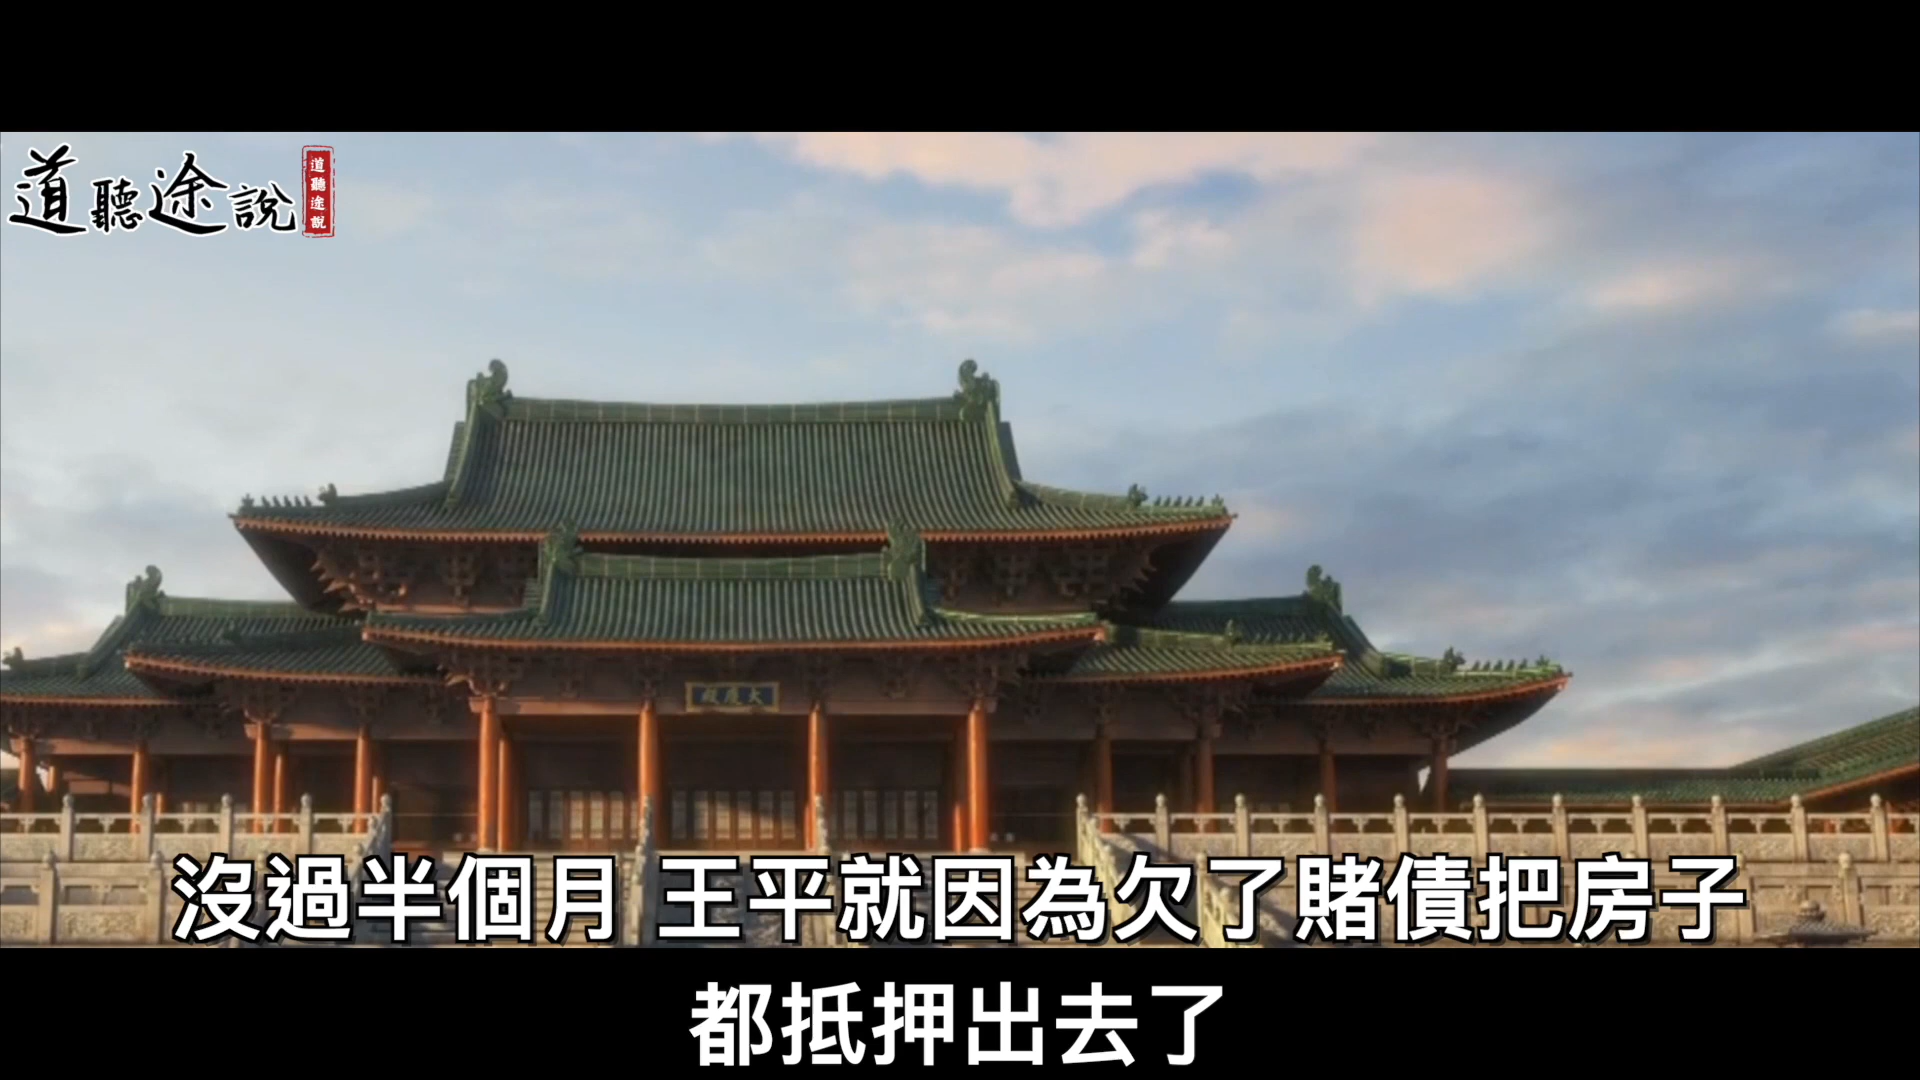 道聽途說
道聽途說
沒過半個月 王平就因為欠了賭債把房子
都抵押出去了